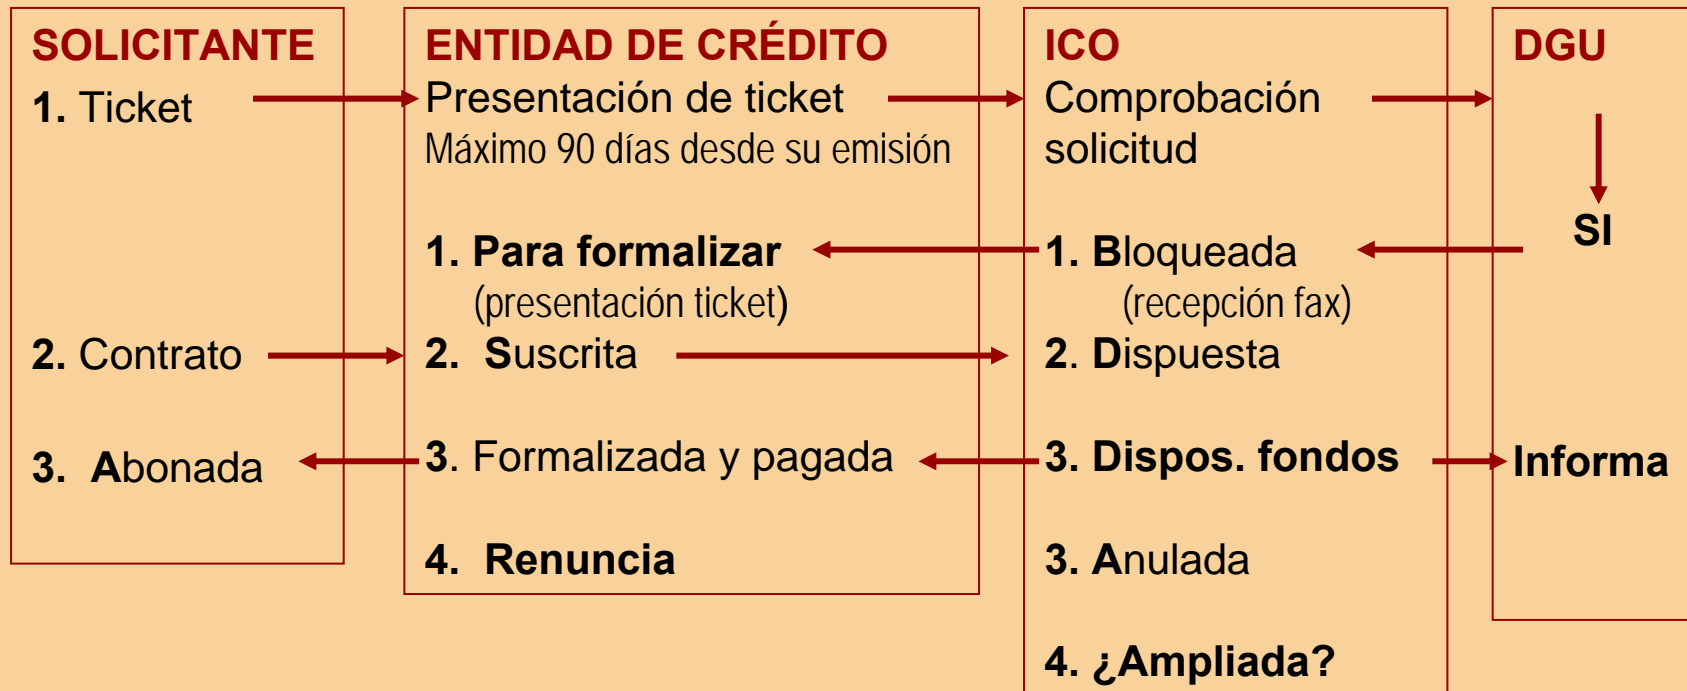 SOLICITANTE
1. Ticket
2. Contrato
3. Abonada
ENTIDAD DE CRÉDITO
Presentación de ticket
Máximo 90 días desde su emisión
1. Para formalizar
(presentación ticket)
2. Suscrita
3. Formalizada y pagada
4. Renuncia
ICO
Comprobación
solicitud
1. Bloqueada
(recepción fax)
2. Dispuesta
3. Dispos. fondos
3. Anulada
4. ¿Ampliada?
DGU
SI
Informa